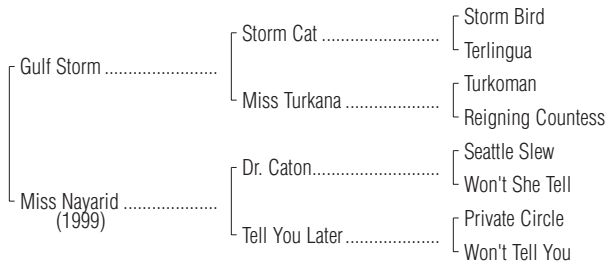 Storm Bird
Storm Cat ........................
Terlingua
Gulf Storm .......................
Turkoman
Miss Turkana ...................
Reigning Countess
Seattle Slew
Dr. Caton.........................
Won't She Tell
Miss Nayarid ...................
(1999)
Private Circle
Tell You Later...................
Won't Tell You